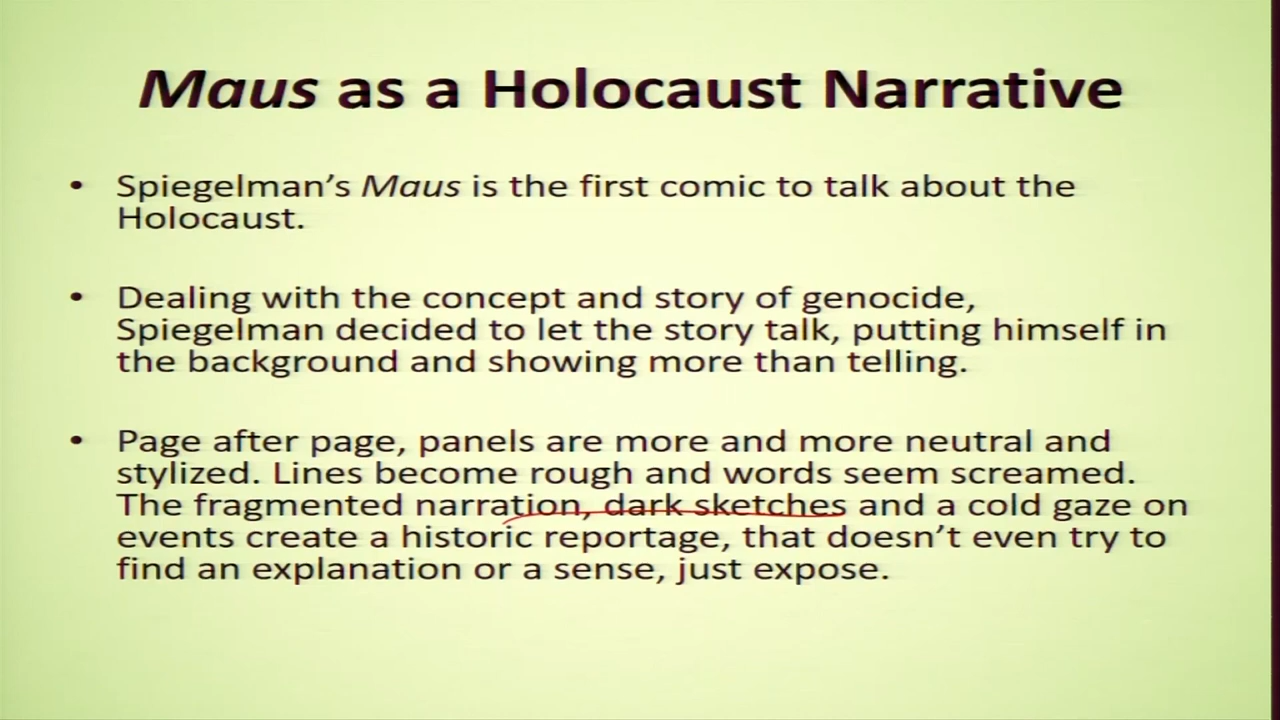 Maus as a Holocaust Narrative
• Spiegelman’s Maus is the first comic to talk about the
Holocaust.
• Dealing with the concept and story of genocide,
Spiegelman decided to let the story talk, putting himself in
the background and showing more than telling.
• Page after page, panels are more and more neutral and
stylized. Lines become rough and words seem screamed.
The fragmented narration, dark sketches and a cold gaze on
events create a historic reportage, that doesn’t even try to
find an explanation or a sense, just expose.